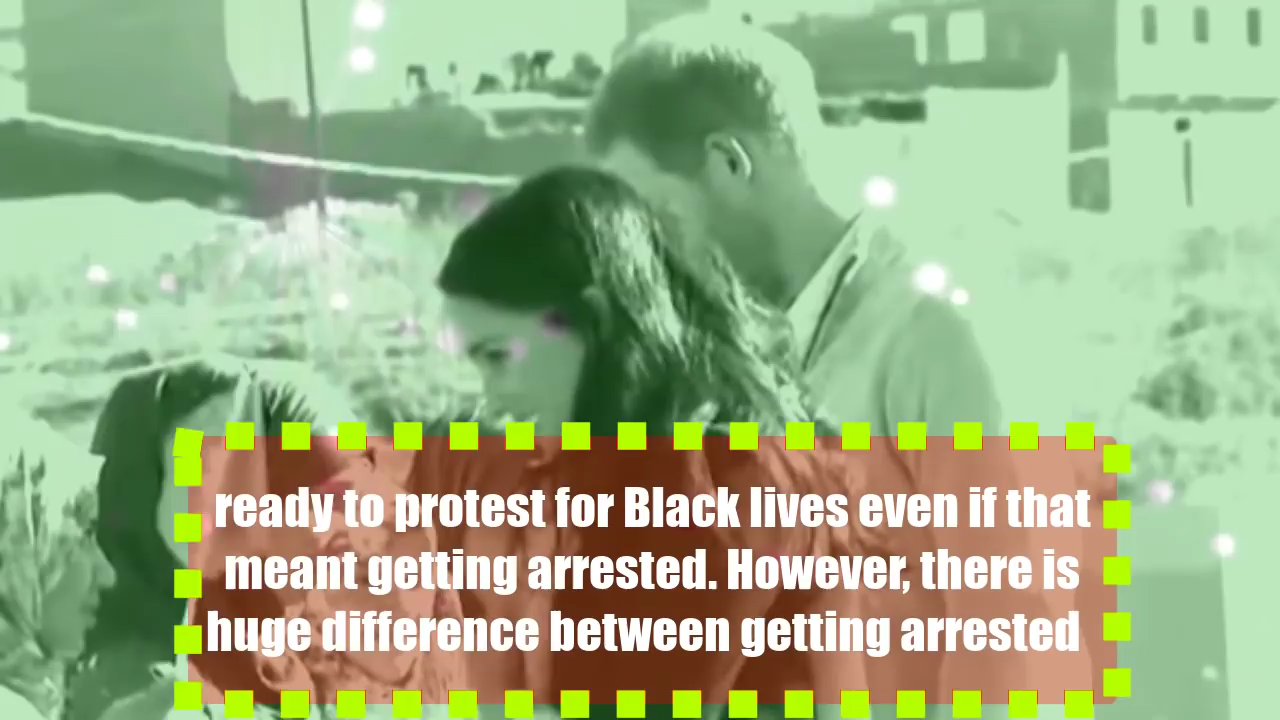 ready to protest for Black lives even if that
meant getting arrested. However, there is
huge difference between getting arrested